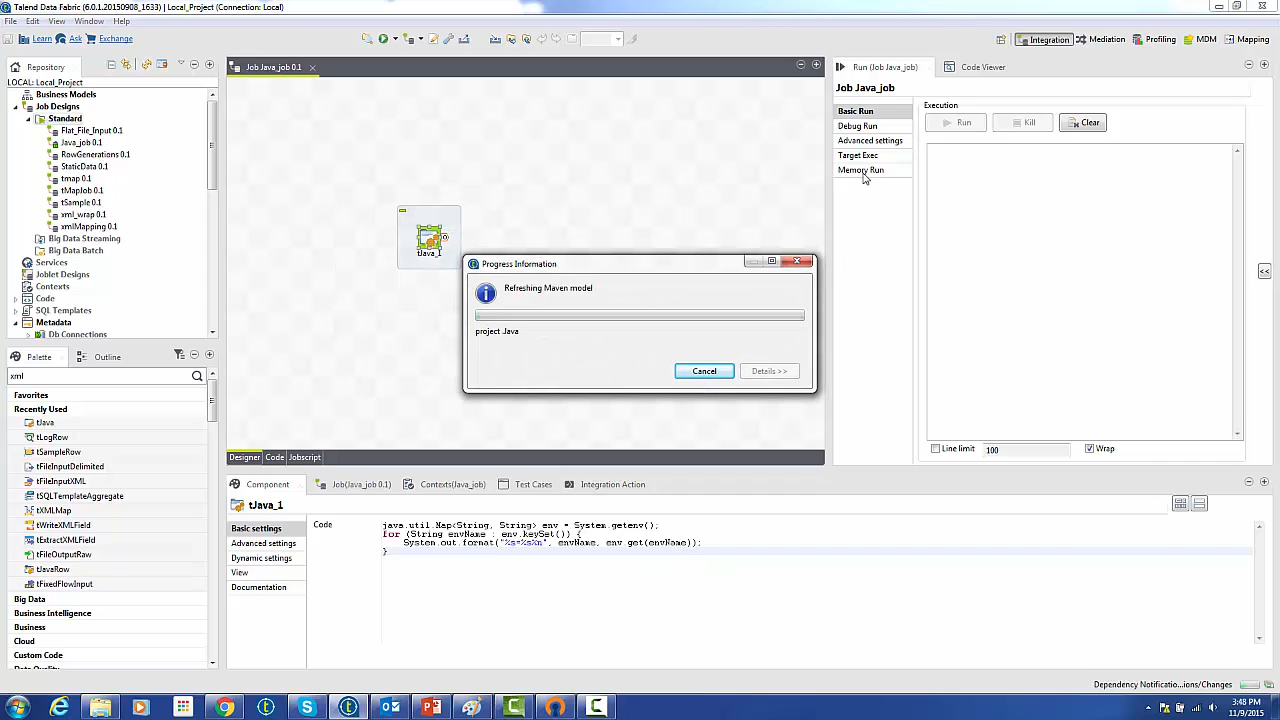 Talend Data Fabric (6.0.1.20150908_1633) | Local_Project (Connection: Local)
File Edit View Window Help
Learn Ask Exchange
Integration Mediation Profiling MDM Mapping
Repository
LOCAL: Local_Project
Business Models
Job Designs
Standard
Flat_File_Input 0.1
Java_job 0.1
RowGenerations 0.1
StaticData 0.1
tmap 0.1
tMapJob 0.1
tSample 0.1
xml_wrap 0.1
xmlMapping 0.1
Big Data Streaming
Big Data Batch
Services
Joblet Designs
Contexts
Code
SQL Templates
Metadata
Db Connections
Palette Outline
xml
Favorites
Recently Used
tJava
tLogRow
tSampleRow
tFileInputDelimited
tFileInputXML
tSQLTemplateAggregate
tXMLMap
tWriteXMLField
tExtractXMLField
tFileOutputRaw
tJavaRow
tFixedFlowInput
Big Data
Business Intelligence
Business
Cloud
Custom Code
Data Quality
Job Java_job 0.1
tJava_1
Progress Information
Refreshing Maven model
project .Java
Cancel Details >>
Designer Code Jobscript
Run (Job Java_job) Code Viewer
Job Java_job
Basic Run
Debug Run
Advanced settings
Target Exec
Memory Run
Execution
Run Kill Clear
Line limit 100 Wrap
<<
Component Job(Java_job 0.1) Contexts(Java_job) Test Cases Integration Action
tJava_1
Basic settings
Advanced settings
Dynamic settings
View
Documentation
Code
java.util.Map<String, String> env = System.getenv();
for (String envName : env.keySet()) {
System.out.format("%s=%s%n", envName, env.get(envName));
}
Dependency Notificatio...ions/Changes
3:48 PM
11/9/2015